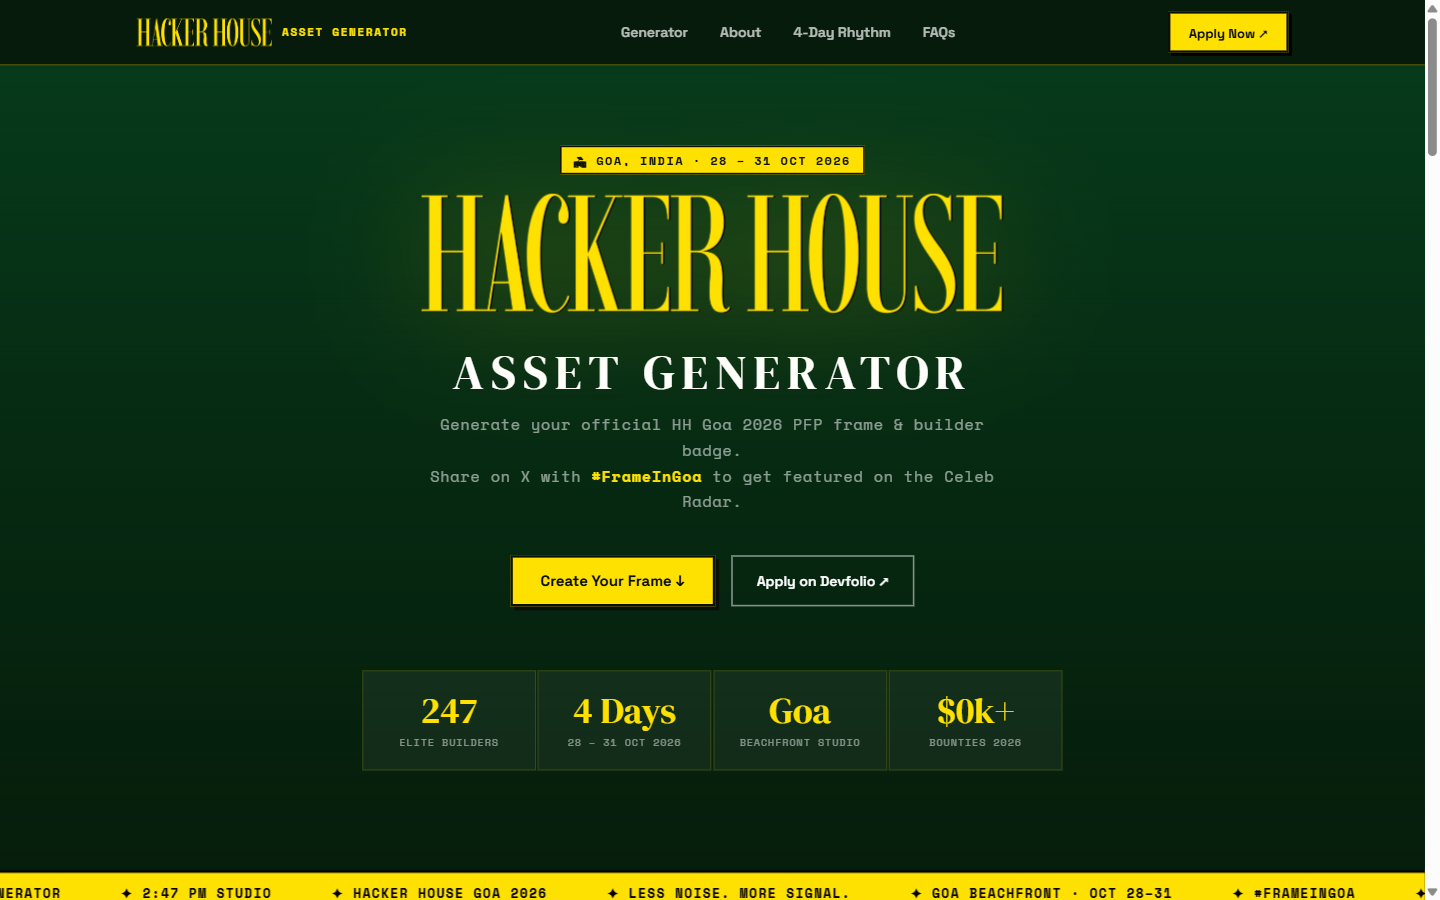 HACKER HOUSE ASSET GENERATOR
Generator About 4-Day Rhythm FAQs
Apply Now ↗
GOA, INDIA · 28 – 31 OCT 2026
HACKER HOUSE
ASSET GENERATOR
Generate your official HH Goa 2026 PFP frame & builder
badge.
Share on X with #FrameInGoa to get featured on the Celeb
Radar.
Create Your Frame ↓
Apply on Devfolio ↗
247
ELITE BUILDERS
4 Days
28 – 31 OCT 2026
Goa
BEACHFRONT STUDIO
$0k+
BOUNTIES 2026
NERATOR ✦ 2:47 PM STUDIO ✦ HACKER HOUSE GOA 2026 ✦ LESS NOISE. MORE SIGNAL. ✦ GOA BEACHFRONT · OCT 28–31 ✦ #FRAMEINGOA ✦